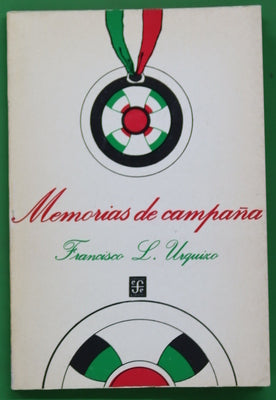 Memorias de campaña
Francisco L. Urquizo